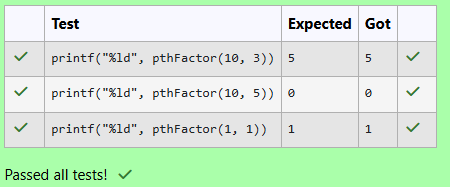 Test Expected Got
printf("%ld", pthFactor(10, 3)) 5 5
printf("%ld", pthFactor(10, 5)) 0 0
printf("%ld", pthFactor(1, 1)) 1 1
Passed all tests!